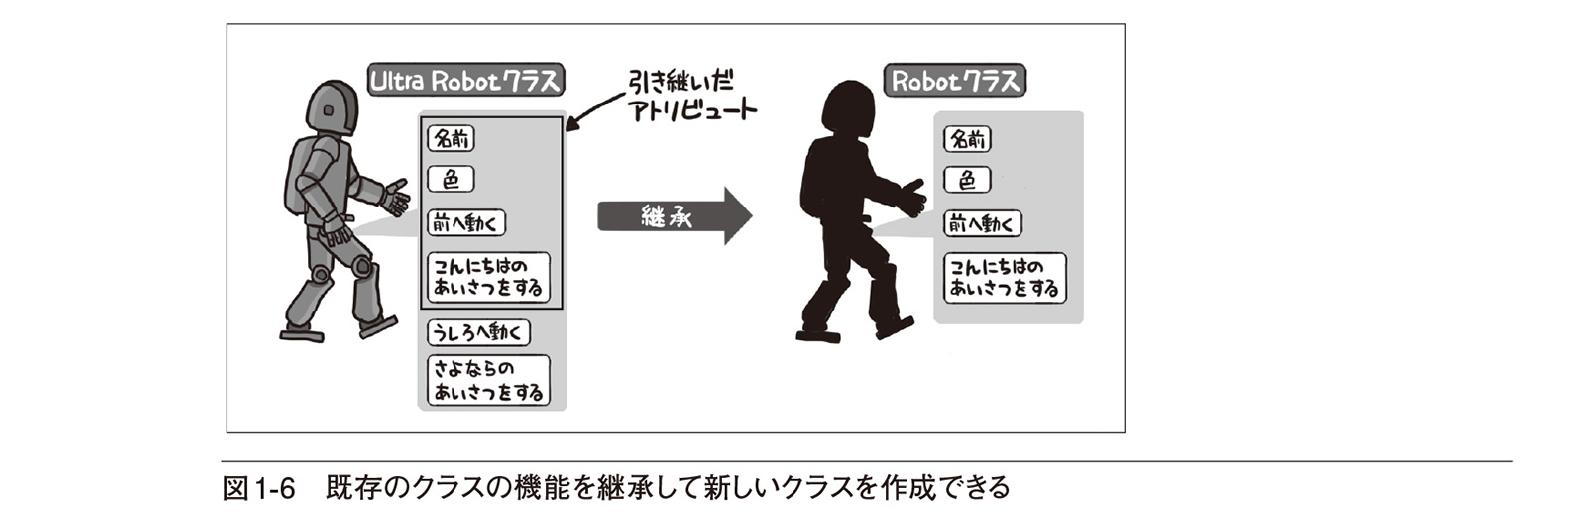 Ultra Robotクラス
引き継いだ
アトリビュート
名前
色
前へ動く
こんにちはの
あいさつをする
うしろへ動く
さよならの
あいさつをする
継承
Robotクラス
名前
色
前へ動く
こんにちはの
あいさつをする
図1-6 既存のクラスの機能を継承して新しいクラスを作成できる